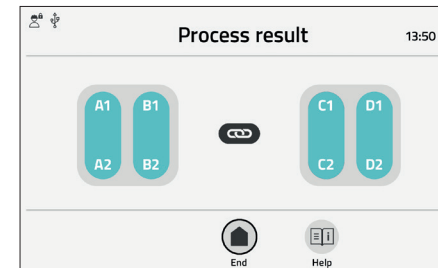 Process result
13:50
A1 B1 C1 D1
A2 B2 C2 D2
End Help